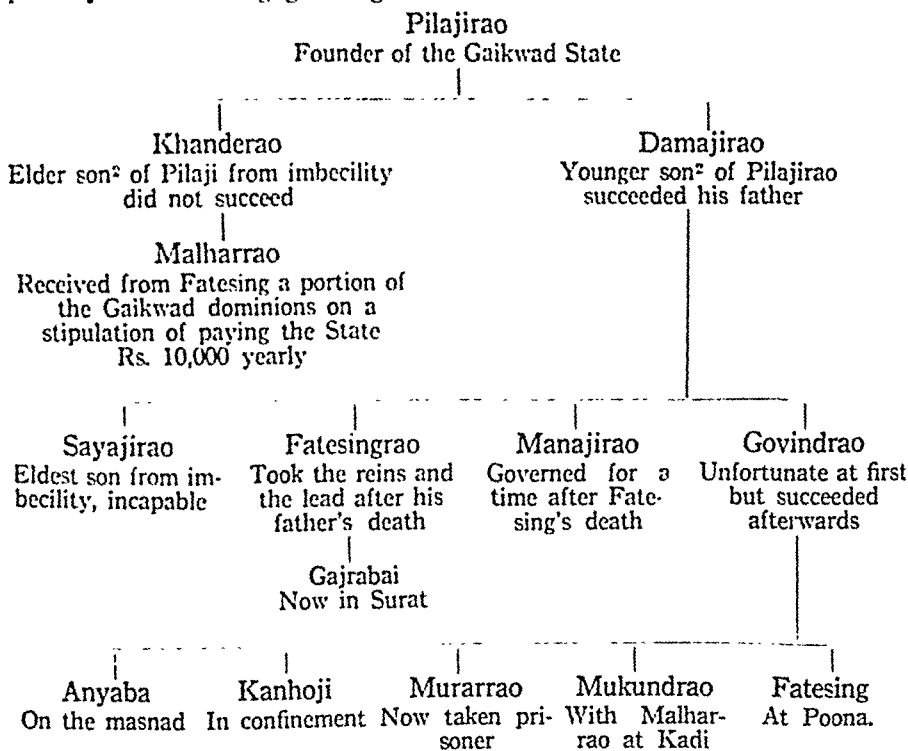 Pilajirao
Founder of the Gaikwad State
Khanderao
Elder son² of Pilaji from imbecility
did not succeed
Damajirao
Younger son² of Pilajirao
succeeded his father
Malharrao
Received from Fatesing a portion of
the Gaikwad dominions on a
stipulation of paying the State
Rs. 10,000 yearly
Sayajirao
Eldest son from im-
becility, incapable
Fatesingrao
Took the reins and
the lead after his
father's death
Manajirao
Governed for a
time after Fate-
sing's death
Govindrao
Unfortunate at first
but succeeded
afterwards
Gajrabai
Now in Surat
Anyaba
On the masnad
Kanhoji
In confinement
Murarrao
Now taken pri-
soner
Mukundrao
With Malhar-
rao at Kadi
Fatesing
At Poona.